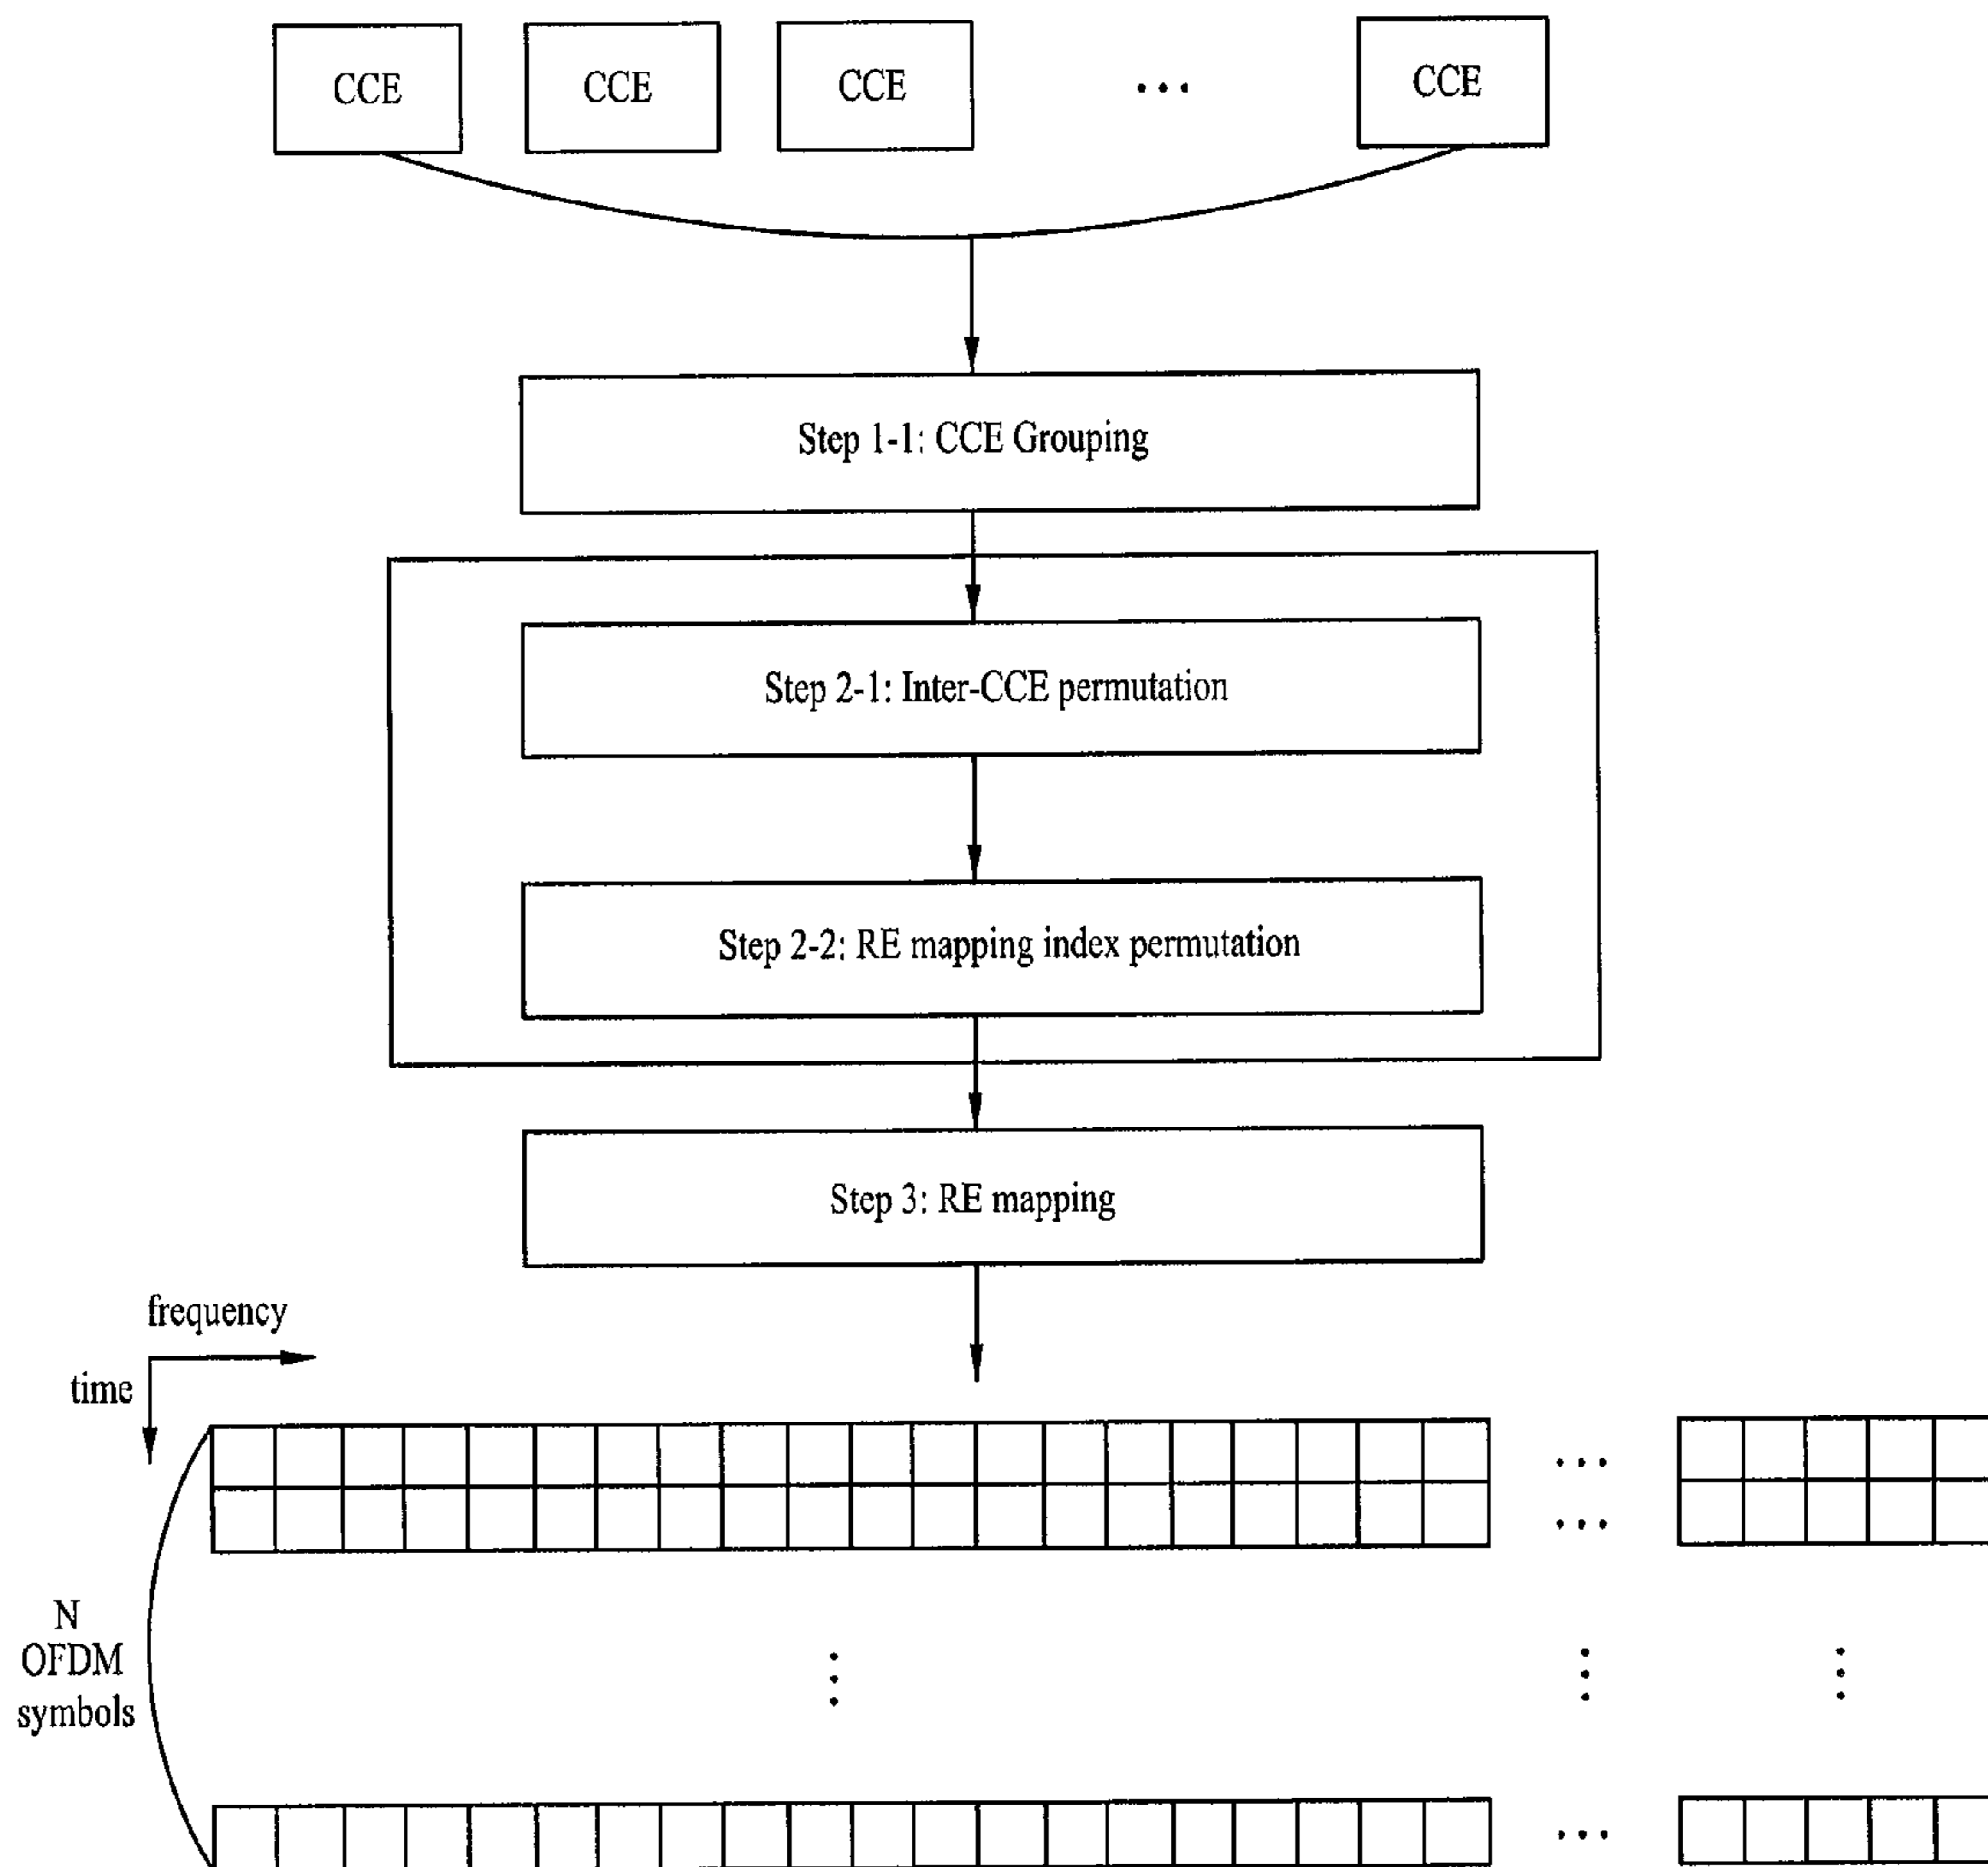 CCE CCE CCE ... CCE
Step 1-1: CCE Grouping
Step 2-1: Inter-CCE permutation
Step 2-2: RE mapping index permutation
Step 3: RE mapping
frequency
time
...
...
N
OFDM
symbols
...